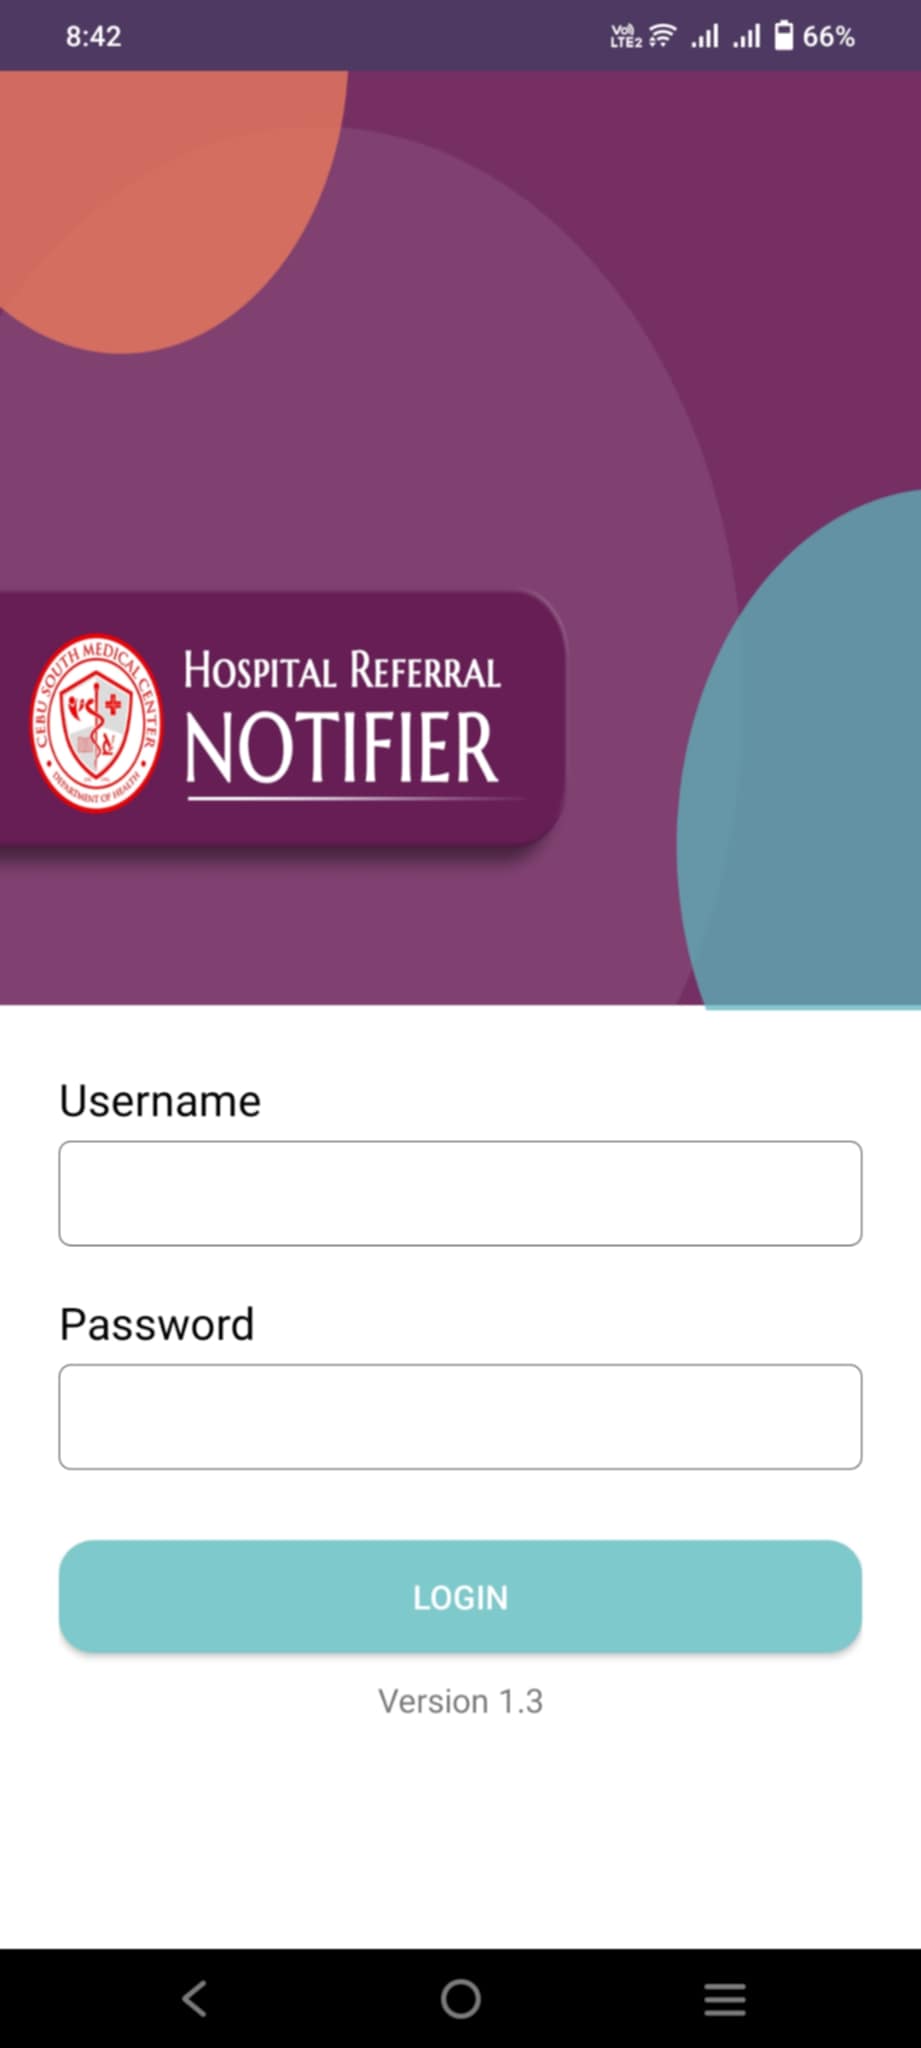 8:42
Vo) LTE2 66%
CEBU SOUTH MEDICAL CENTER
DEPARTMENT OF HEALTH
HOSPITAL REFERRAL
NOTIFIER
Username
Password
LOGIN
Version 1.3